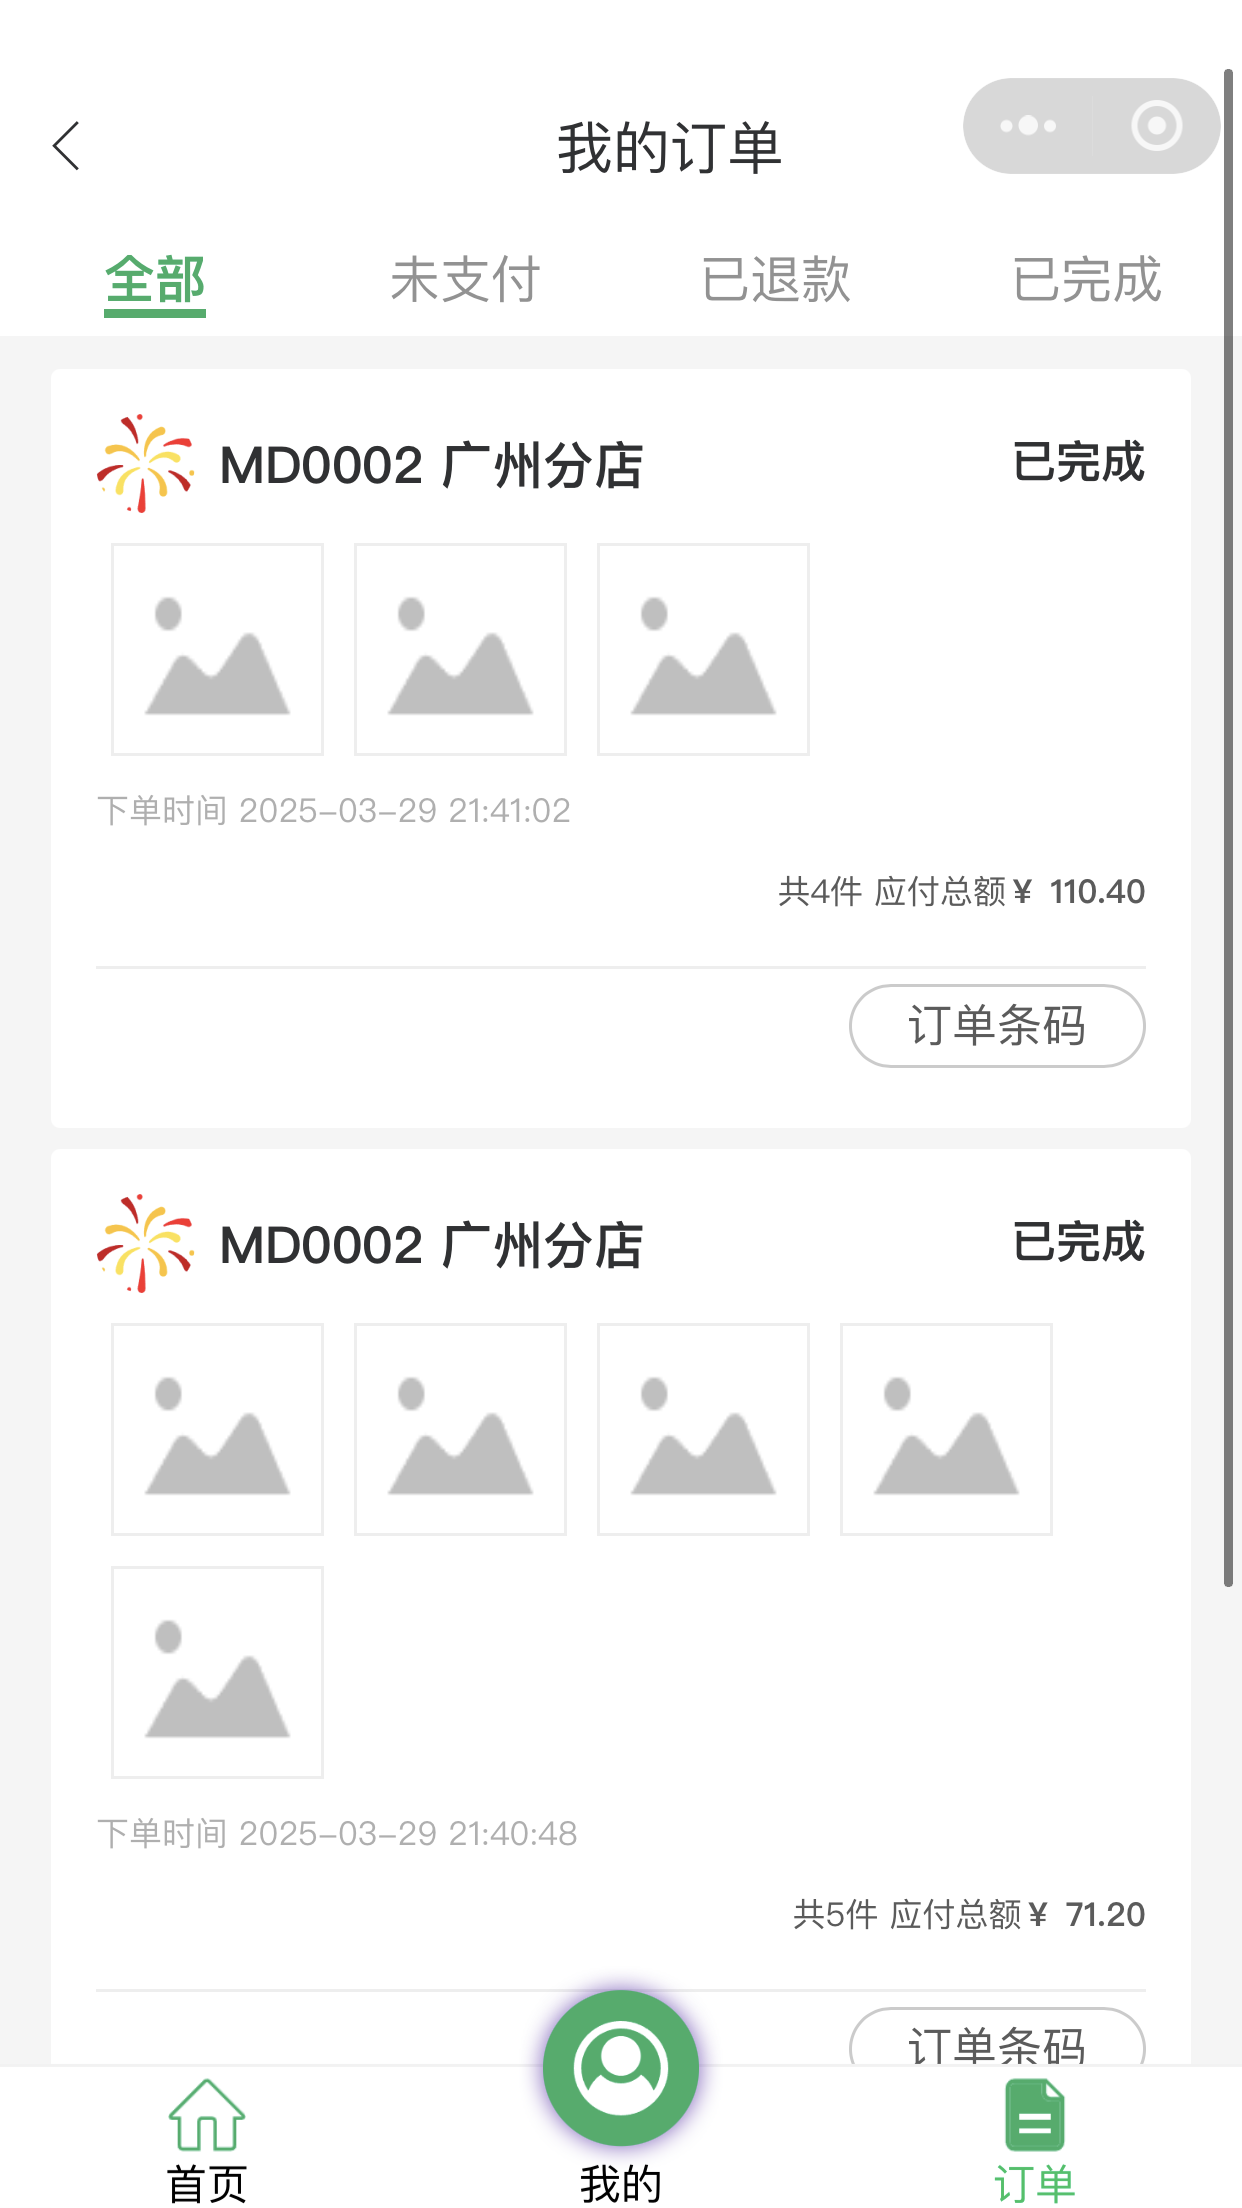 我的订单
全部 未支付 已退款 已完成
MD0002 广州分店 已完成
下单时间 2025-03-29 21:41:02
共4件 应付总额¥ 110.40
订单条码
MD0002 广州分店 已完成
下单时间 2025-03-29 21:40:48
共5件 应付总额¥ 71.20
订单条码
首页 我的 订单